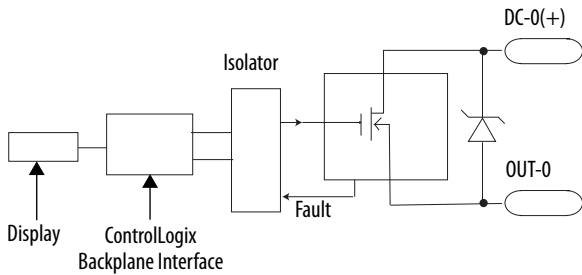 DC-0(+)
Isolator
OUT-0
Fault
Display
ControlLogix
Backplane Interface